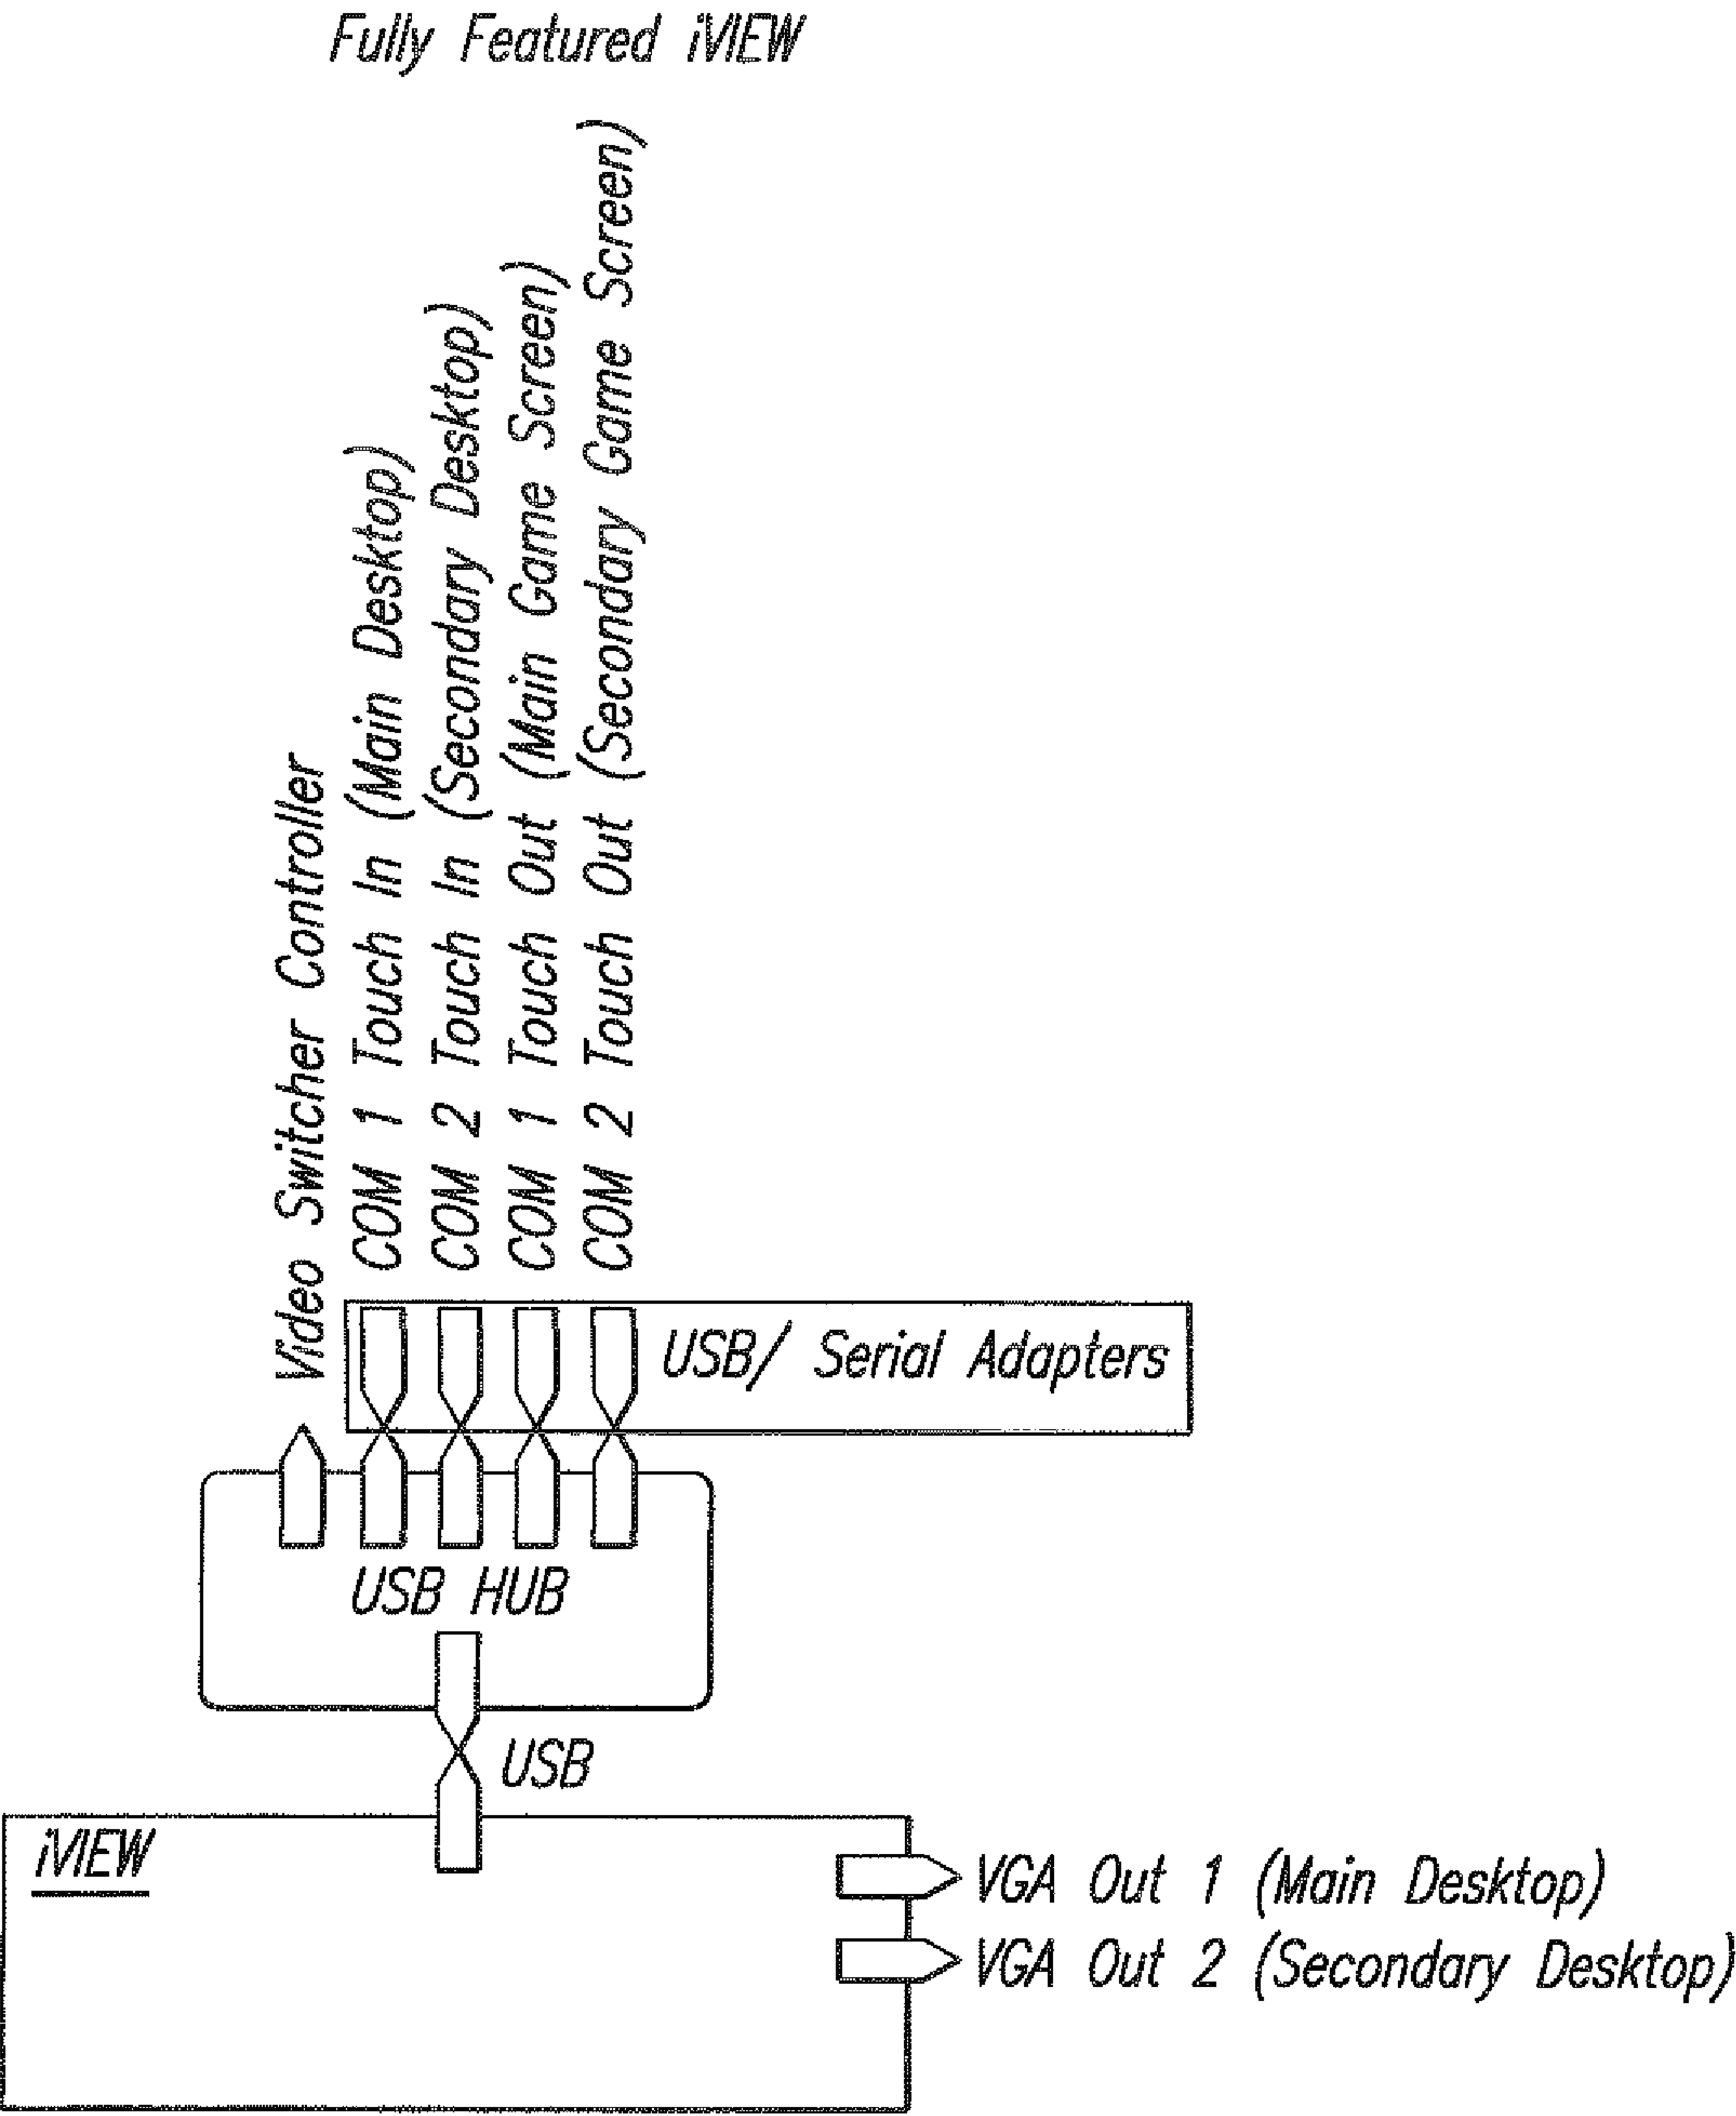 Fully Featured iVIEW
Video Switcher Controller
COM 1 Touch In (Main Desktop)
COM 2 Touch In (Secondary Desktop)
COM 1 Touch Out (Main Game Screen)
COM 2 Touch Out (Secondary Game Screen)
USB/ Serial Adapters
USB HUB
USB
iVIEW
VGA Out 1 (Main Desktop)
VGA Out 2 (Secondary Desktop)